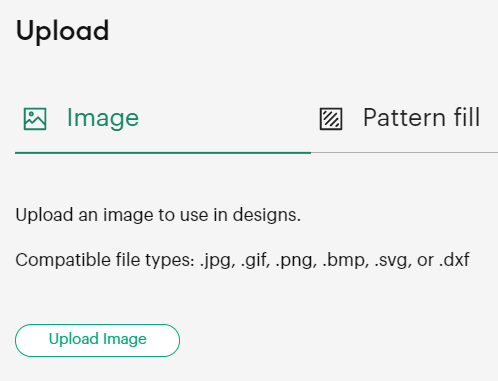 Upload
Image
Pattern fill
Upload an image to use in designs.
Compatible file types: .jpg, .gif, .png, .bmp, .svg, or .dxf
Upload Image